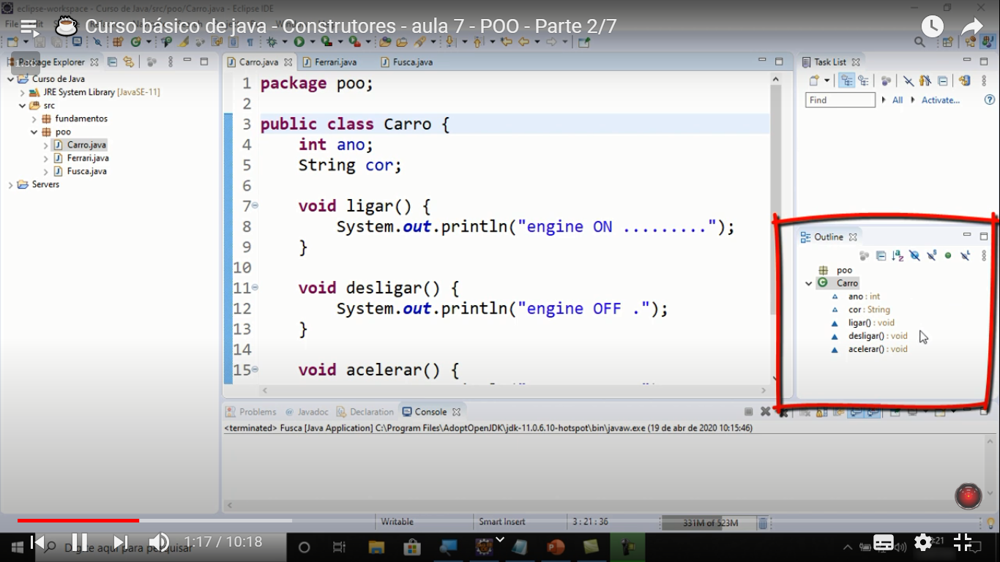 eclipse-workspace - Curso de Java/src/poo/Carro.java - Eclipse IDE
Curso básico de java - Construtores - aula 7 - POO - Parte 2/7
Package Explorer
Curso de Java
JRE System Library [JavaSE-11]
src
fundamentos
poo
Carro.java
Ferrari.java
Fusca.java
Servers
Carro.java
Ferrari.java
Fusca.java
1 package poo;
2
3 public class Carro {
4 int ano;
5 String cor;
6
7 void ligar() {
8 System.out.println("engine ON .........");
9 }
10
11 void desligar() {
12 System.out.println("engine OFF .");
13 }
14
15 void acelerar() {
Task List
Find
All
Activate...
Outline
poo
Carro
ano : int
cor : String
ligar() : void
desligar() : void
acelerar() : void
Problems
Javadoc
Declaration
Console
<terminated> Fusca [Java Application] C:\Program Files\AdoptOpenJDK\jdk-11.0.6.10-hotspot\bin\javaw.exe (19 de abr de 2020 10:15:46)
Writable
Smart Insert
3 : 21 : 36
331M of 523M
Digite aqui para pesquisar
1:17 / 10:18